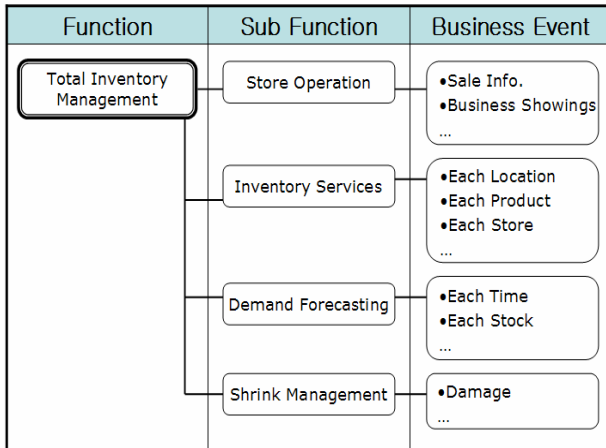 Function
Sub Function
Business Event
Total Inventory
Management
Store Operation
•Sale Info.
•Business Showings
...
Inventory Services
•Each Location
•Each Product
•Each Store
...
Demand Forecasting
•Each Time
•Each Stock
...
Shrink Management
•Damage
...